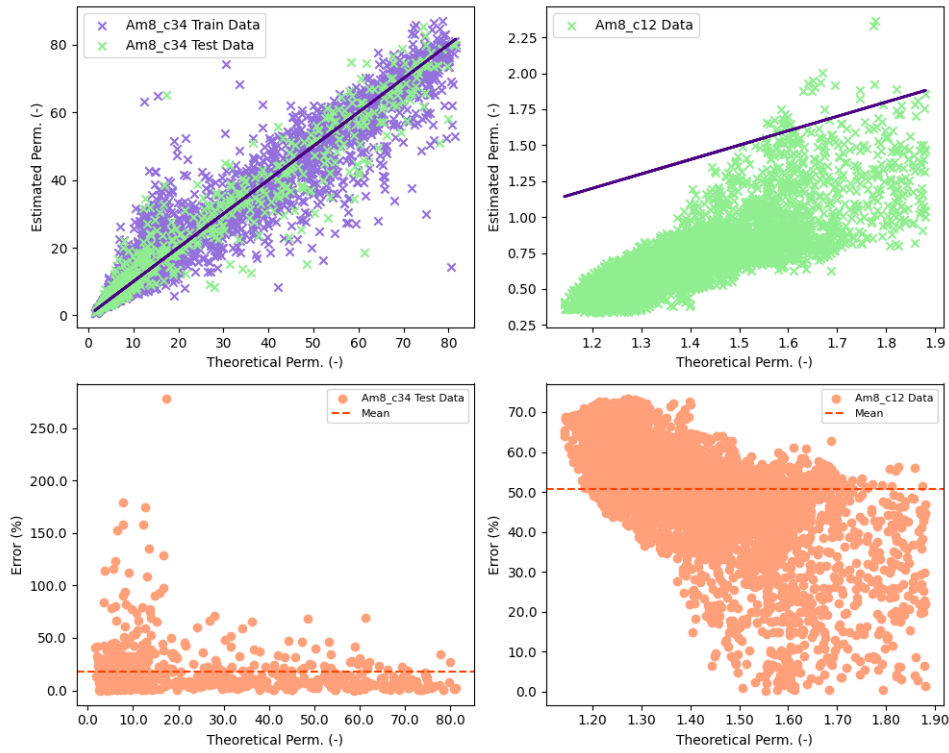 Am8_c34 Train Data
Am8_c34 Test Data
Estimated Perm. (-)
80
60
40
20
0
0 10 20 30 40 50 60 70 80
Theoretical Perm. (-)
Am8_c12 Data
Estimated Perm. (-)
2.25
2.00
1.75
1.50
1.25
1.00
0.75
0.50
0.25
1.2 1.3 1.4 1.5 1.6 1.7 1.8 1.9
Theoretical Perm. (-)
Am8_c34 Test Data
Mean
Error (%)
250.0
200.0
150.0
100.0
50.0
0.0
0.0 10.0 20.0 30.0 40.0 50.0 60.0 70.0 80.0
Theoretical Perm. (-)
Am8_c12 Data
Mean
Error (%)
70.0
60.0
50.0
40.0
30.0
20.0
10.0
0.0
1.20 1.30 1.40 1.50 1.60 1.70 1.80 1.90
Theoretical Perm. (-)